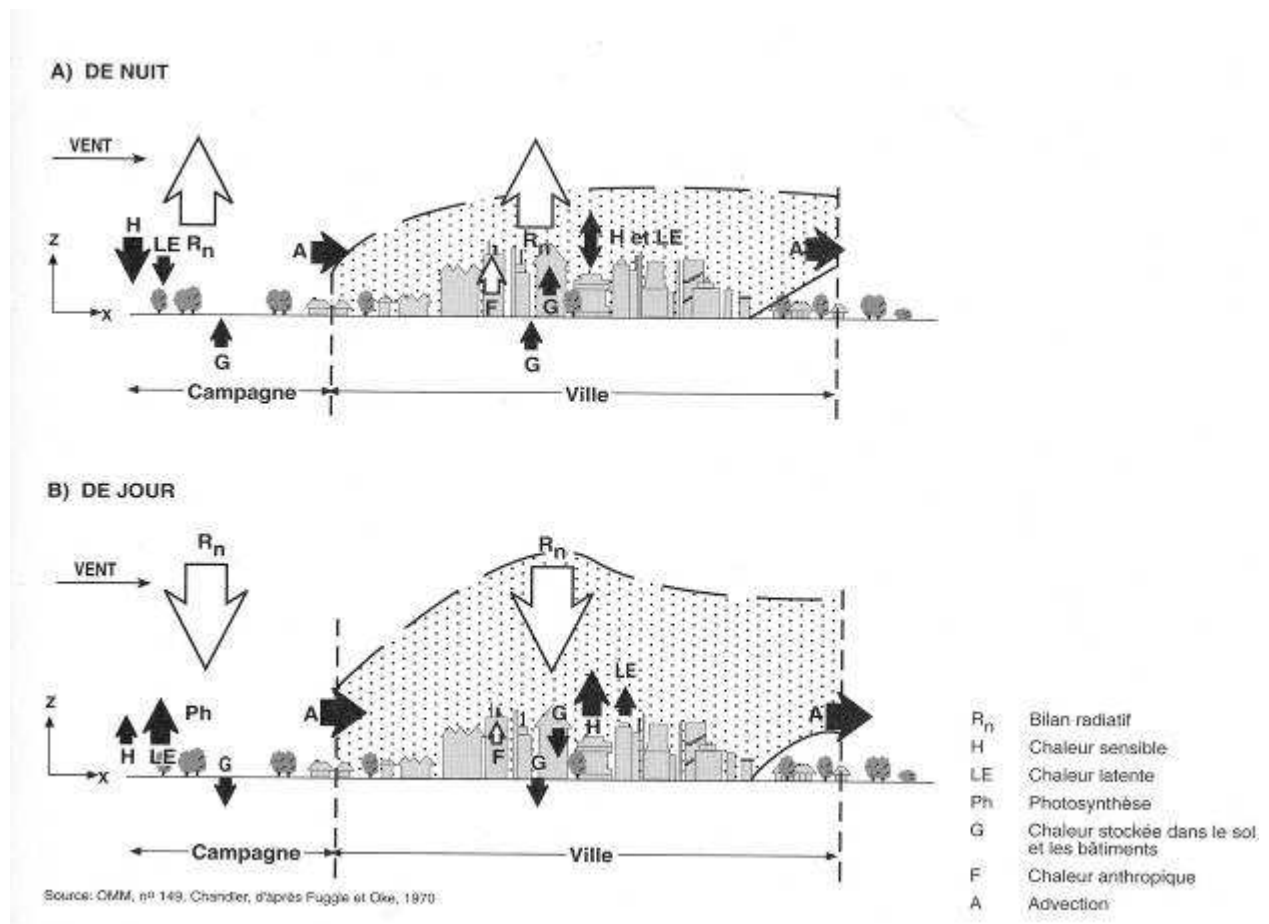 A) DE NUIT
VENT
H
LE
Rn
A
Rn
H et LE
A
Z
X
F
G
G
G
Campagne
Ville
B) DE JOUR
Rn
Rn
VENT
LE
Z
Ph
A
G
H
A
X
H
LE
G
F
G
Campagne
Ville
Rn Bilan radiatif
H Chaleur sensible
LE Chaleur latente
Ph Photosynthèse
G Chaleur stockée dans le sol
et les bâtiments
F Chaleur anthropique
A Advection
Source: OMM, nº 149, Chandler, d'après Fuggle et Oke, 1970